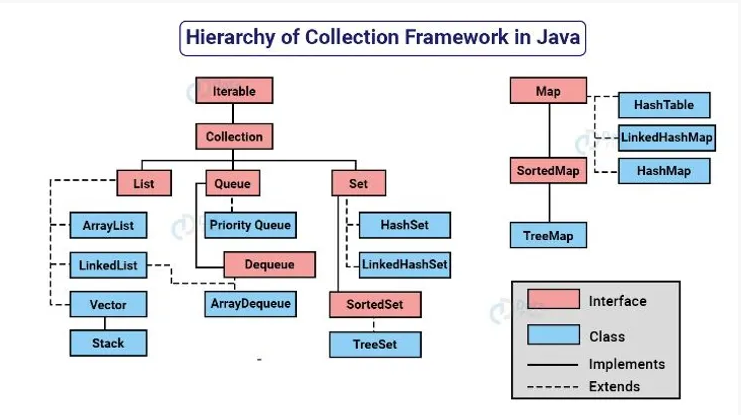 Hierarchy of Collection Framework in Java
Iterable
Collection
List
Queue
Set
ArrayList
Priority Queue
HashSet
LinkedList
Dequeue
LinkedHashSet
Vector
ArrayDequeue
SortedSet
Stack
TreeSet
Map
HashTable
LinkedHashMap
SortedMap
HashMap
TreeMap
Interface
Class
Implements
Extends